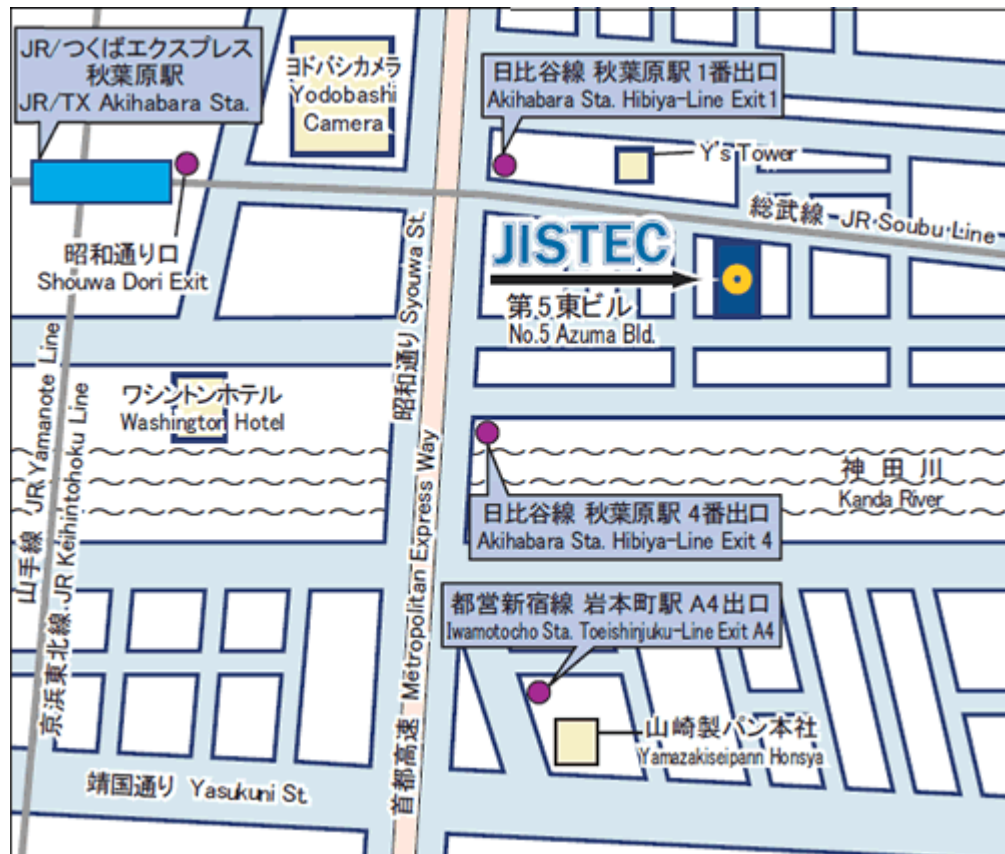 JR/つくばエクスプレス
秋葉原駅
JR/TX Akihabara Sta.
ヨドバシカメラ
Yodobashi
Camera
日比谷線 秋葉原駅 1番出口
Akihabara Sta. Hibiya-Line Exit 1
Y's Tower
総武線 JR Soubu Line
昭和通り口
Shouwa Dori Exit
JISTEC
第5東ビル
No.5 Azuma Bld.
昭和通り Syouwa St.
ワシントンホテル
Washington Hotel
山手線 JR Yamanote Line
京浜東北線 JR Keihintohoku Line
神田川
Kanda River
日比谷線 秋葉原駅 4番出口
Akihabara Sta. Hibiya-Line Exit 4
都営新宿線 岩本町駅 A4出口
Iwamotocho Sta. Toeishinjuku-Line Exit A4
首都高速 Metropolitan Express Way
山崎製パン本社
Yamazakiseipann Honsya
靖国通り Yasukuni St.